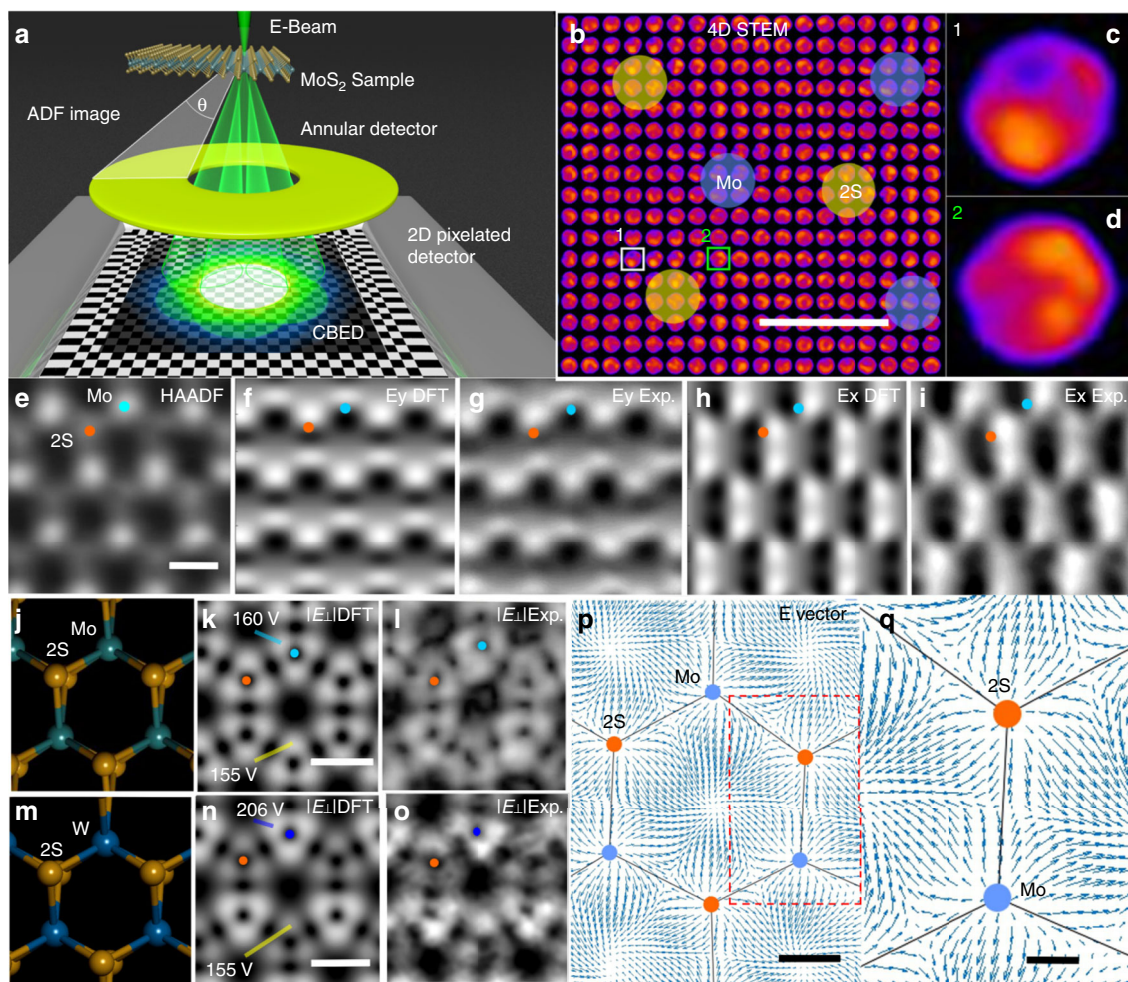 a
E-Beam
MoS₂ Sample
ADF image
θ
Annular detector
2D pixelated
detector
CBED
b
4D STEM
Mo
2S
1
2
1
c
2
d
e
Mo
HAADF
2S
f
Ey DFT
g
Ey Exp.
h
Ex DFT
i
Ex Exp.
j
Mo
2S
k
|E⊥|DFT
160 V
155 V
l
|E⊥|Exp.
m
W
2S
n
|E⊥|DFT
206 V
155 V
o
|E⊥|Exp.
p
E vector
Mo
2S
q
2S
Mo